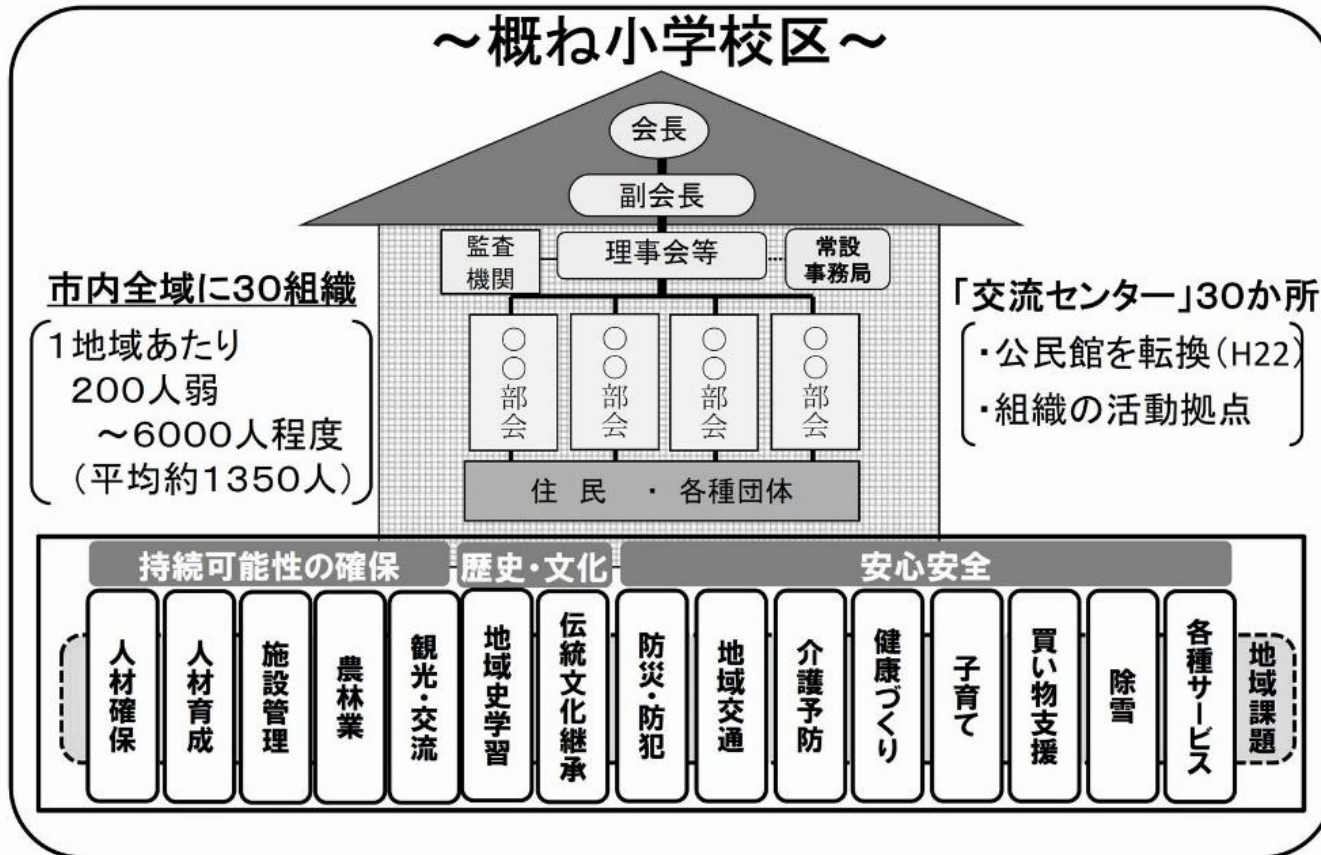 ～概ね小学校区～
会長
副会長
監査
機関
理事会等
常設
事務局
市内全域に30組織
1地域あたり
200人弱
～6000人程度
(平均約1350人)
○○部会
○○部会
○○部会
○○部会
住民・各種団体
「交流センター」30か所
・公民館を転換(H22)
・組織の活動拠点
持続可能性の確保
歴史・文化
安心安全
人材確保
人材育成
施設管理
農林業
観光・交流
地域史学習
伝統文化継承
防災・防犯
地域交通
介護予防
健康づくり
子育て
買い物支援
除雪
各種サービス
地域課題